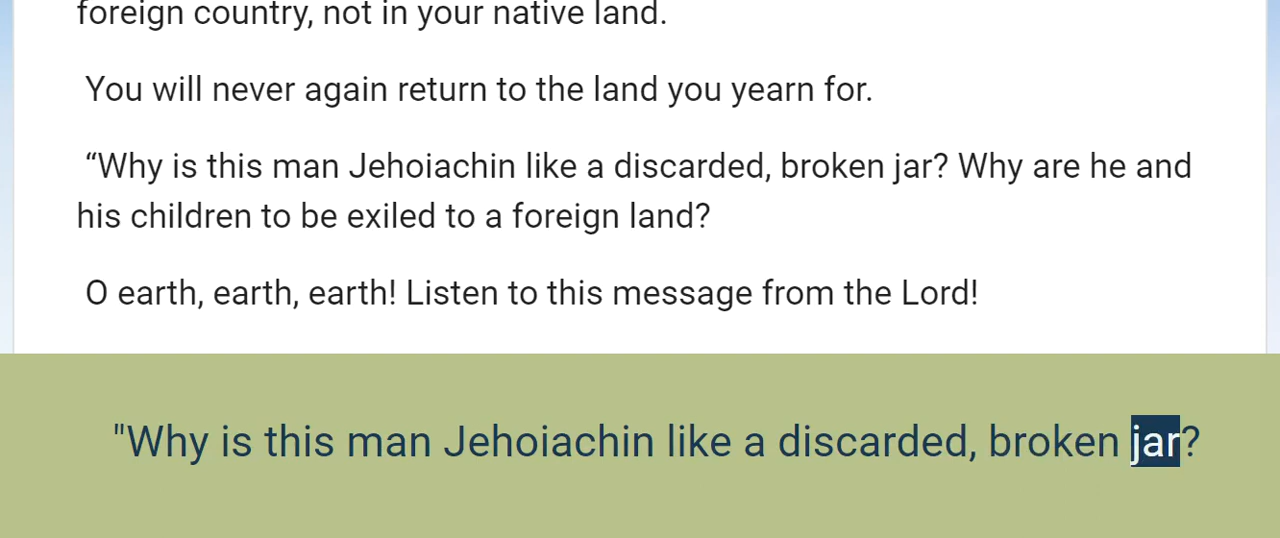 foreign country, not in your native land.
You will never again return to the land you yearn for.
“Why is this man Jehoiachin like a discarded, broken jar? Why are he and
his children to be exiled to a foreign land?
O earth, earth, earth! Listen to this message from the Lord!
"Why is this man Jehoiachin like a discarded, broken jar?